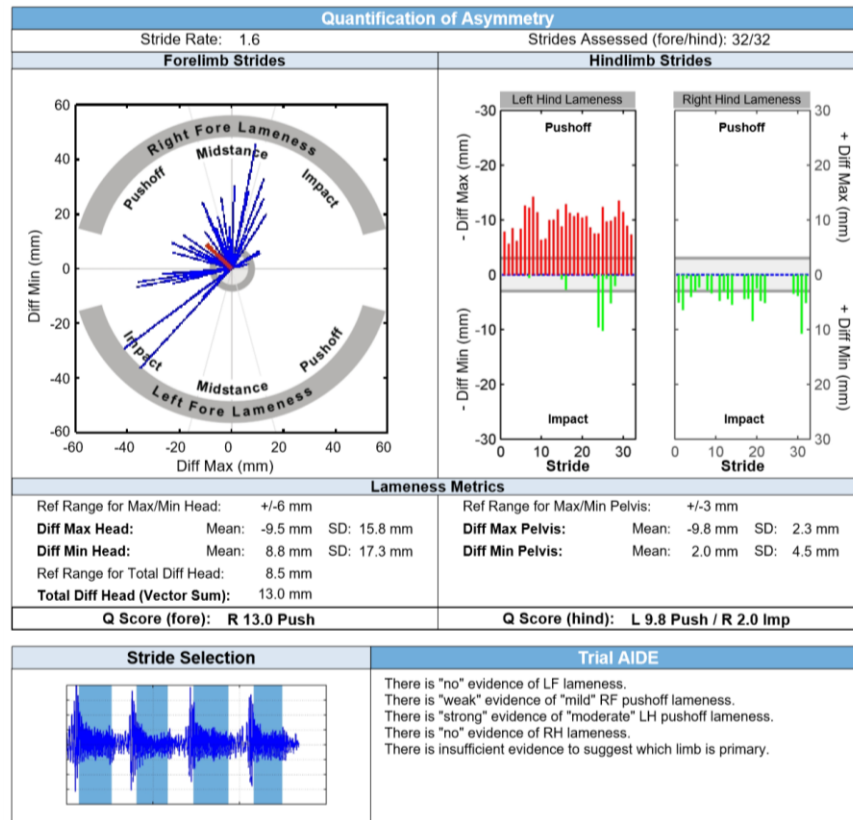 Quantification of Asymmetry
Stride Rate: 1.6
Strides Assessed (fore/hind): 32/32
Forelimb Strides
Hindlimb Strides
60
40
20
0
-20
-40
-60
Diff Min (mm)
Right Fore Lameness
Midstance
Pushoff
Impact
Impact
Pushoff
Midstance
Left Fore Lameness
-60 -40 -20 0 20 40 60
Diff Max (mm)
Left Hind Lameness
Right Hind Lameness
Pushoff
Pushoff
-30
-20
-10
0
-10
-20
-30
- Diff Max (mm)
- Diff Min (mm)
30
20
10
0
10
20
30
+ Diff Max (mm)
+ Diff Min (mm)
Impact
Impact
0 10 20 30
0 10 20 30
Stride
Stride
Lameness Metrics
Ref Range for Max/Min Head: +/-6 mm
Diff Max Head: Mean: -9.5 mm SD: 15.8 mm
Diff Min Head: Mean: 8.8 mm SD: 17.3 mm
Ref Range for Total Diff Head: 8.5 mm
Total Diff Head (Vector Sum): 13.0 mm
Ref Range for Max/Min Pelvis: +/-3 mm
Diff Max Pelvis: Mean: -9.8 mm SD: 2.3 mm
Diff Min Pelvis: Mean: 2.0 mm SD: 4.5 mm
Q Score (fore): R 13.0 Push
Q Score (hind): L 9.8 Push / R 2.0 Imp
Stride Selection
Trial AIDE
There is "no" evidence of LF lameness.
There is "weak" evidence of "mild" RF pushoff lameness.
There is "strong" evidence of "moderate" LH pushoff lameness.
There is "no" evidence of RH lameness.
There is insufficient evidence to suggest which limb is primary.